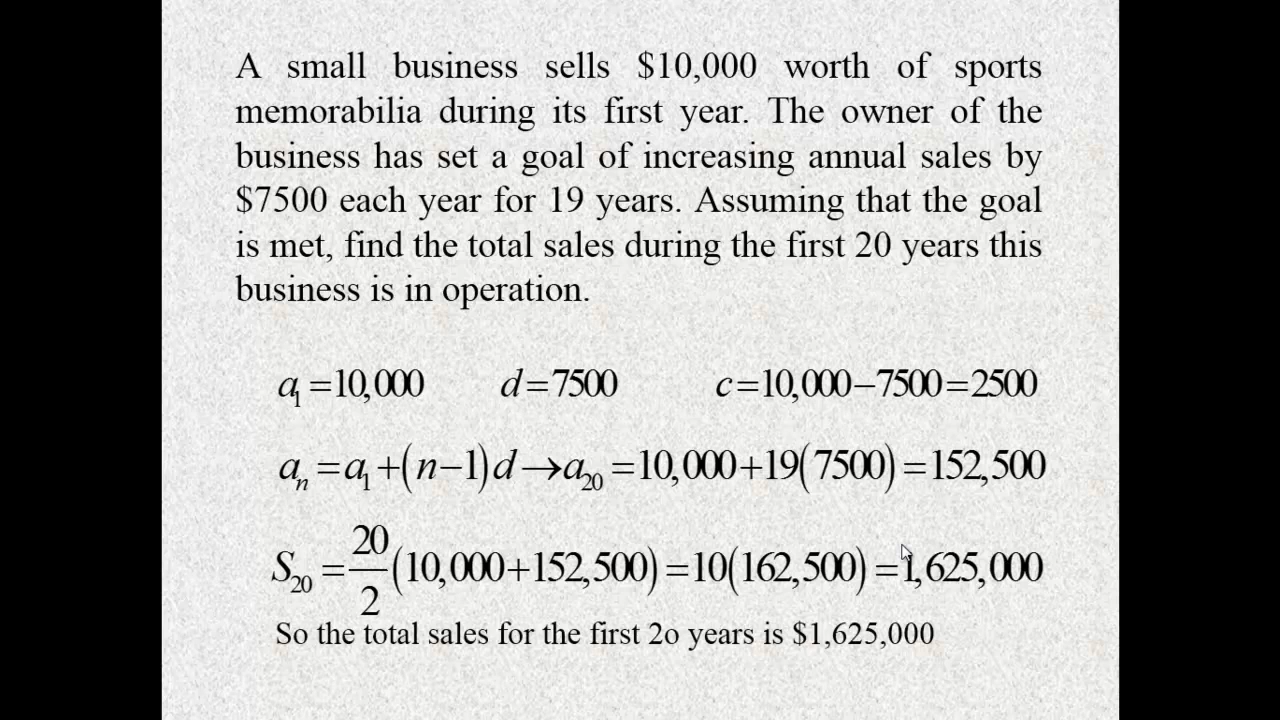 A small business sells $10,000 worth of sports
memorabilia during its first year. The owner of the
business has set a goal of increasing annual sales by
$7500 each year for 19 years. Assuming that the goal
is met, find the total sales during the first 20 years this
business is in operation.
a₁ = 10,000 d = 7500 c = 10,000 − 7500 = 2500
aₙ = a₁ + (n − 1)d → a₂₀ = 10,000 + 19(7500) = 152,500
S₂₀ = 20/2 (10,000 + 152,500) = 10(162,500) = 1,625,000
So the total sales for the first 2o years is $1,625,000